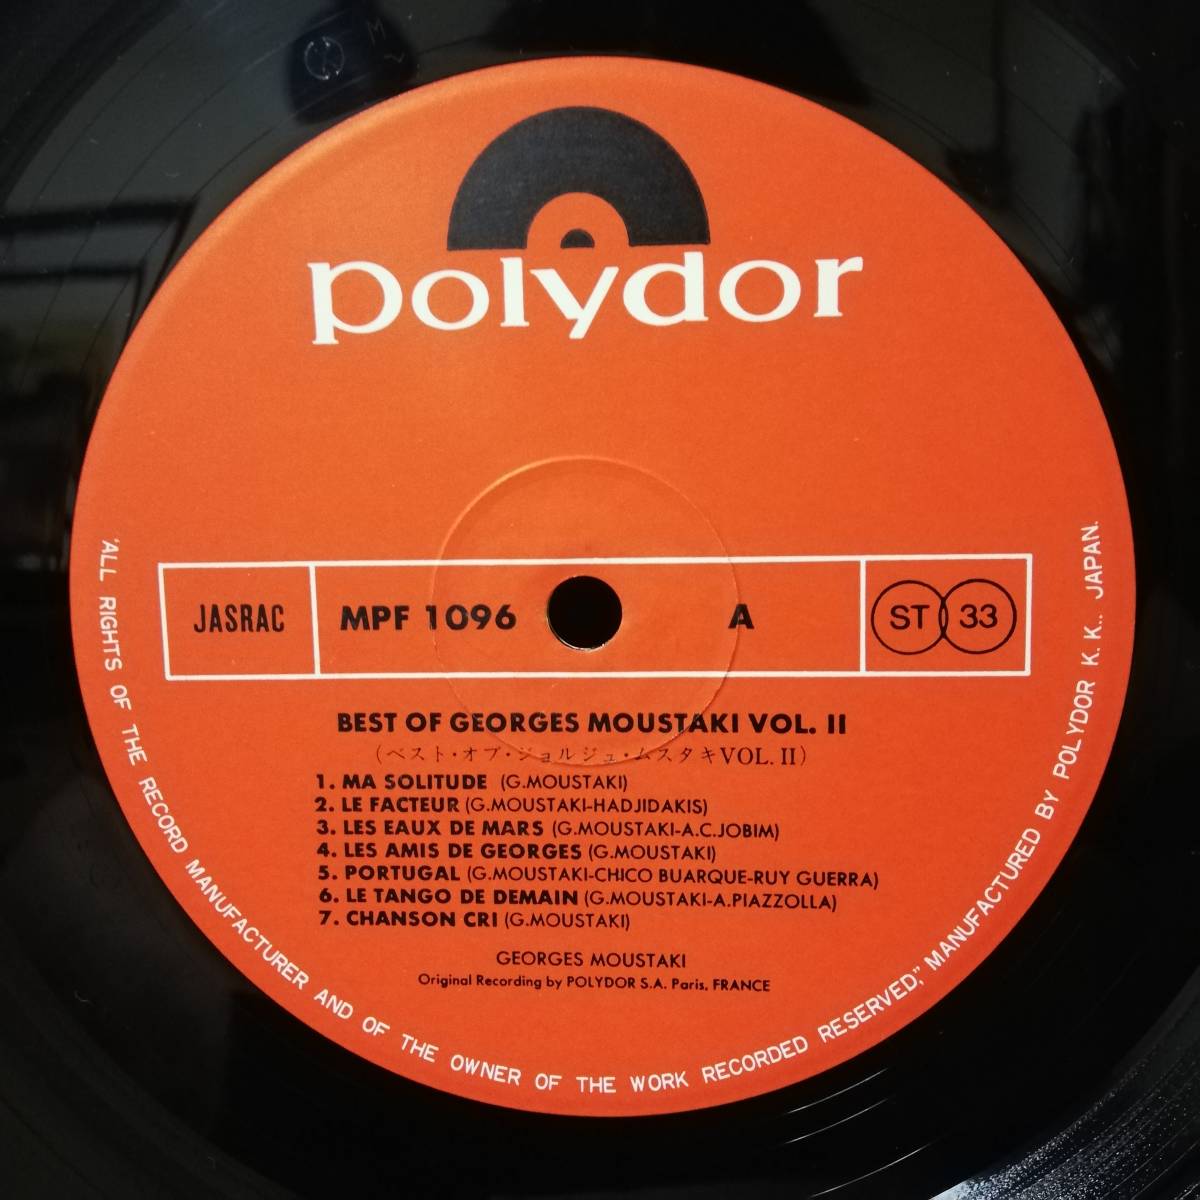 polydor
JASRAC
MPF 1096
A
ST 33
BEST OF GEORGES MOUSTAKI VOL. II
(ベスト・オブ・ジョルジュ・ムスタキVOL. II)
1. MA SOLITUDE (G.MOUSTAKI)
2. LE FACTEUR (G.MOUSTAKI-HADJIDAKIS)
3. LES EAUX DE MARS (G.MOUSTAKI-A.C.JOBIM)
4. LES AMIS DE GEORGES (G.MOUSTAKI)
5. PORTUGAL (G.MOUSTAKI-CHICO BUARQUE-RUY GUERRA)
6. LE TANGO DE DEMAIN (G.MOUSTAKI-A.PIAZZOLLA)
7. CHANSON CRI (G.MOUSTAKI)
GEORGES MOUSTAKI
Original Recording by POLYDOR S.A. Paris, FRANCE
'ALL RIGHTS OF THE RECORD MANUFACTURER AND OF THE OWNER OF THE WORK RECORDED RESERVED," MANUFACTURED BY POLYDOR K. K.. JAPAN.